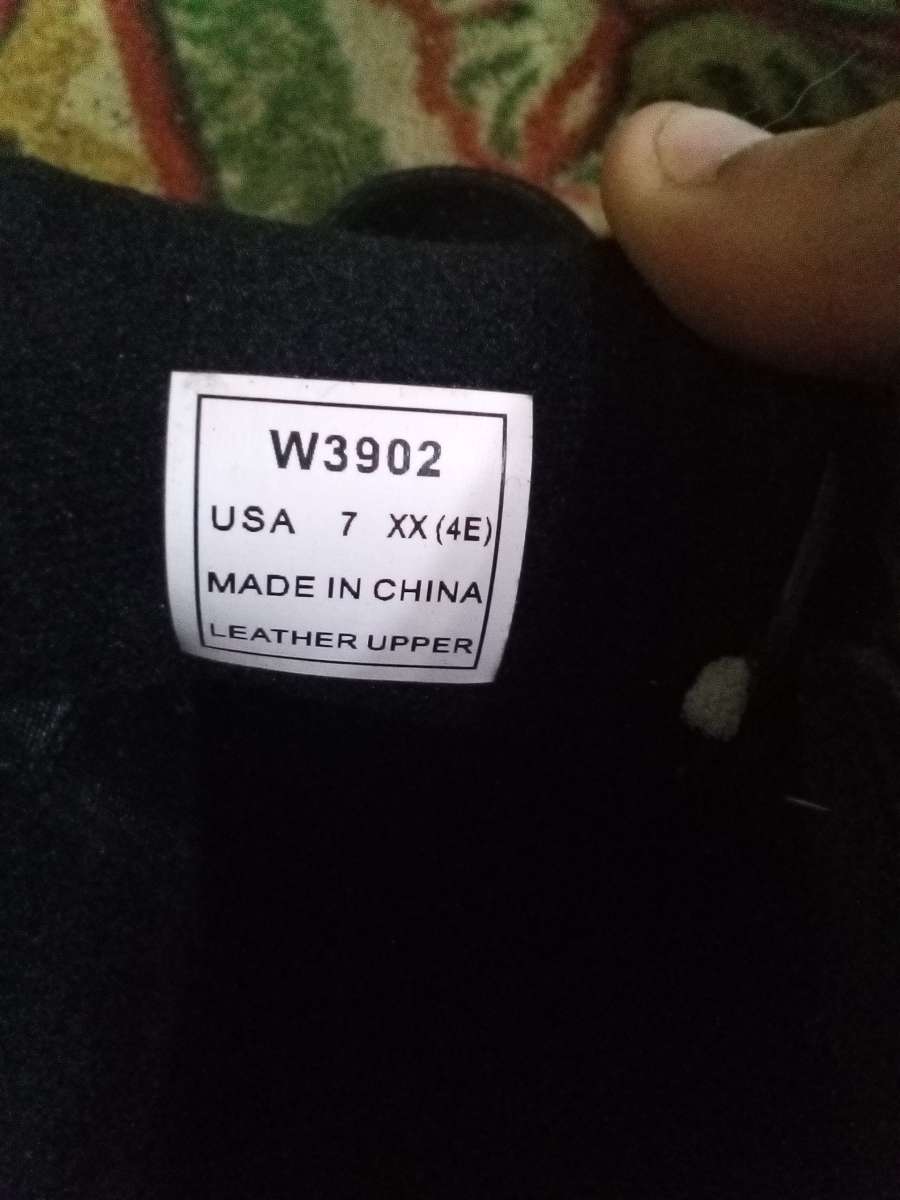 W3902
USA 7 XX (4E)
MADE IN CHINA
LEATHER UPPER